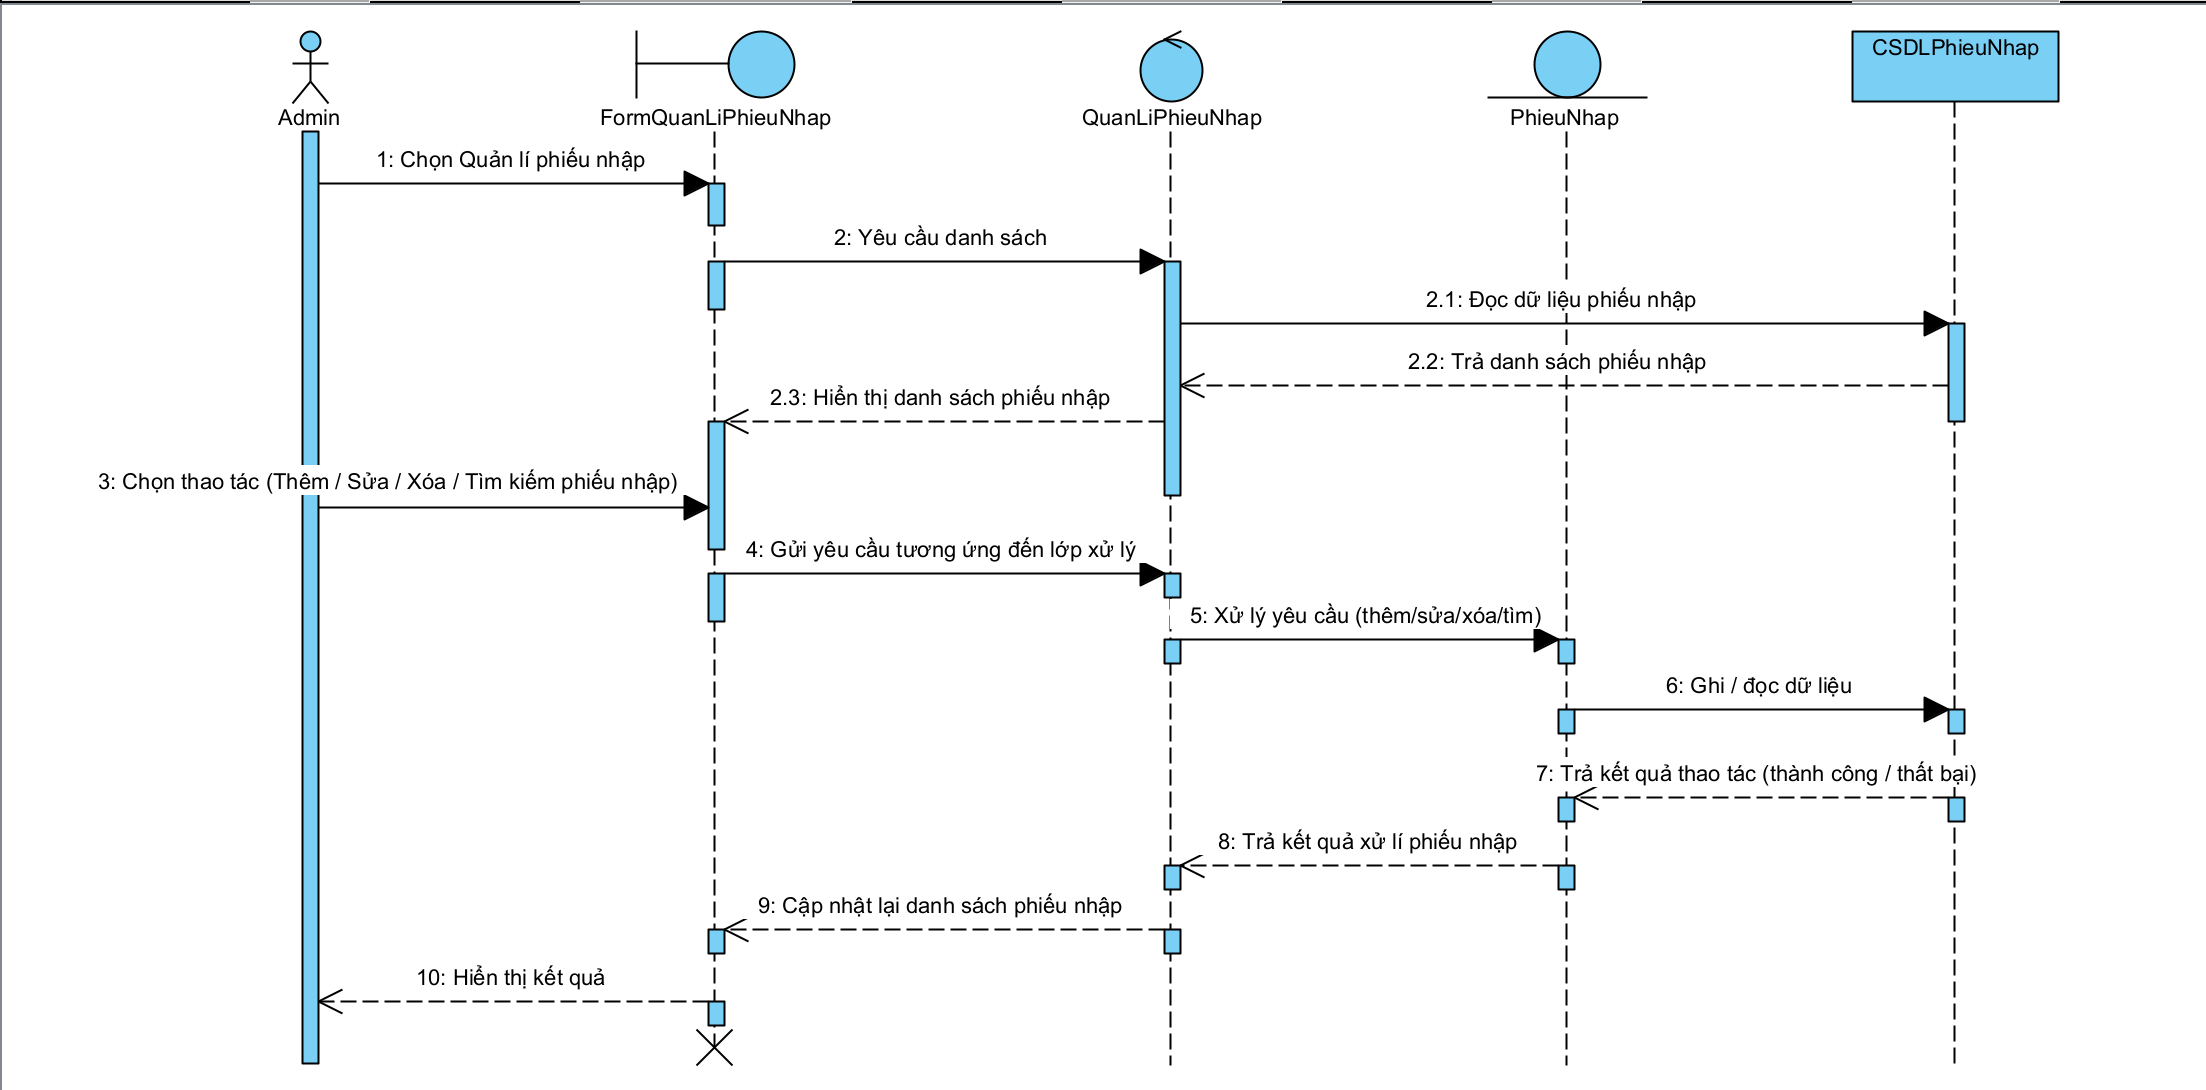 Admin
FormQuanLiPhieuNhap
QuanLiPhieuNhap
PhieuNhap
CSDLPhieuNhap
1: Chọn Quản lí phiếu nhập
2: Yêu cầu danh sách
2.1: Đọc dữ liệu phiếu nhập
2.2: Trả danh sách phiếu nhập
2.3: Hiển thị danh sách phiếu nhập
3: Chọn thao tác (Thêm / Sửa / Xóa / Tìm kiếm phiếu nhập)
4: Gửi yêu cầu tương ứng đến lớp xử lý
5: Xử lý yêu cầu (thêm/sửa/xóa/tìm)
6: Ghi / đọc dữ liệu
7: Trả kết quả thao tác (thành công / thất bại)
8: Trả kết quả xử lí phiếu nhập
9: Cập nhật lại danh sách phiếu nhập
10: Hiển thị kết quả